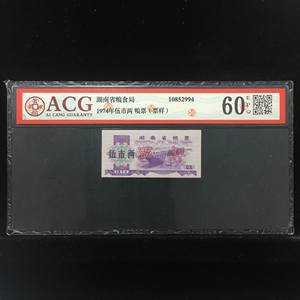 ACG
AI CANG GUARANTY
湖南省粮食局 10852994
1974年伍市两 粮票（票样）
60 EPQ
湖南省粮票
伍市两